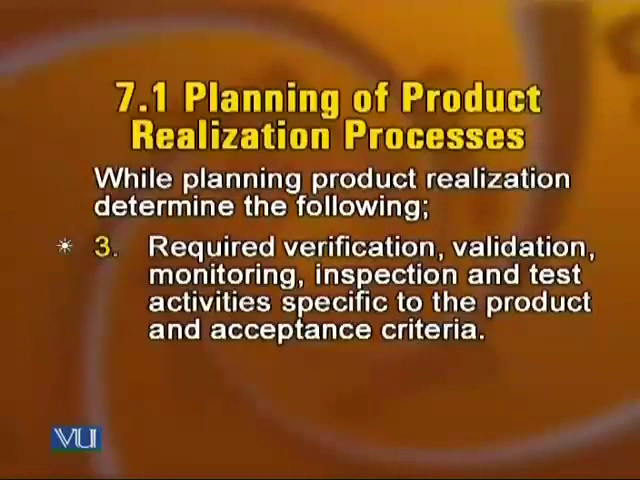 7.1 Planning of Product
Realization Processes
While planning product realization
determine the following;
3. Required verification, validation,
monitoring, inspection and test
activities specific to the product
and acceptance criteria.
VU